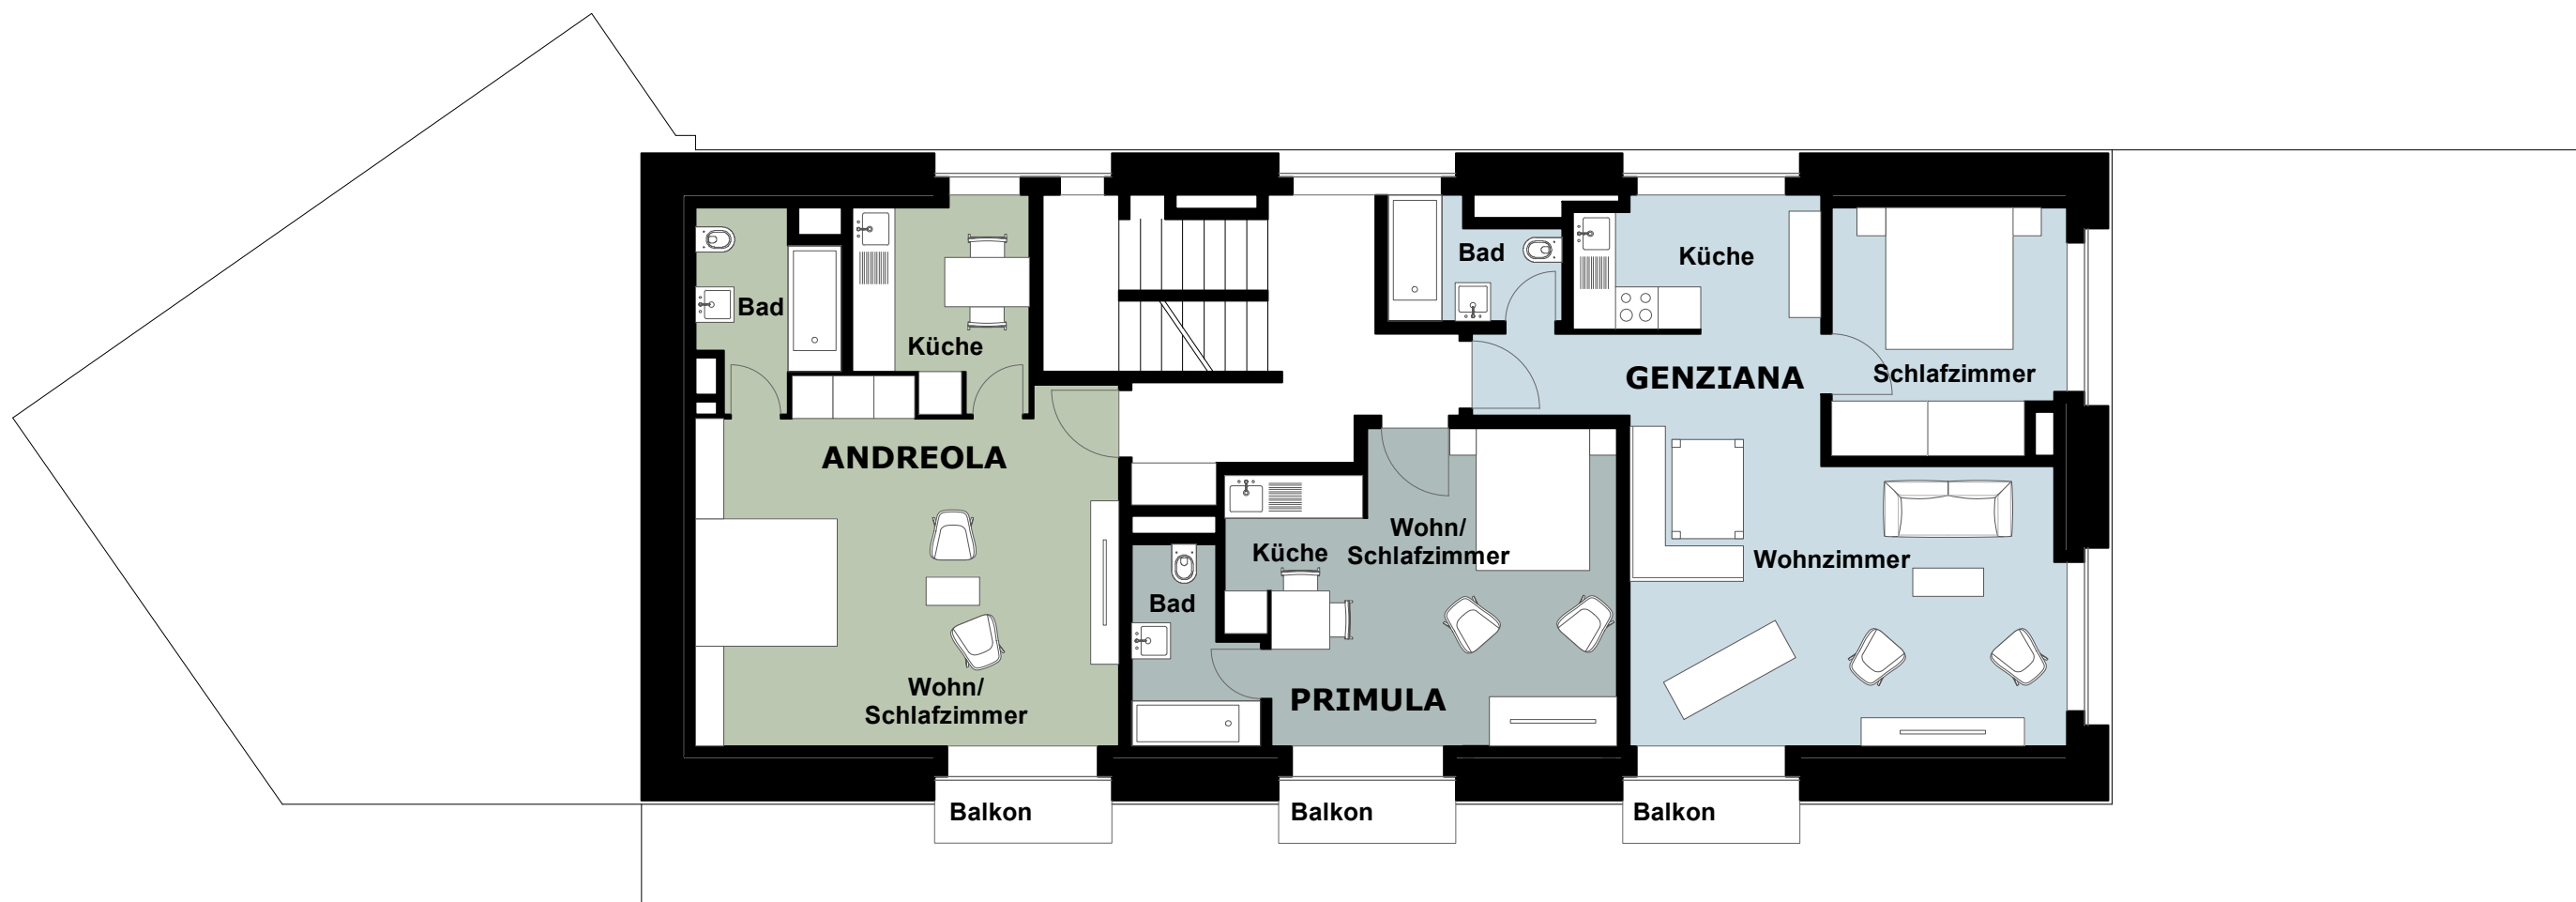 Bad
Küche
ANDREOLA
Wohn/
Schlafzimmer
Balkon
Küche
Wohn/
Schlafzimmer
Bad
PRIMULA
Balkon
Bad
Küche
GENZIANA
Schlafzimmer
Wohnzimmer
Balkon